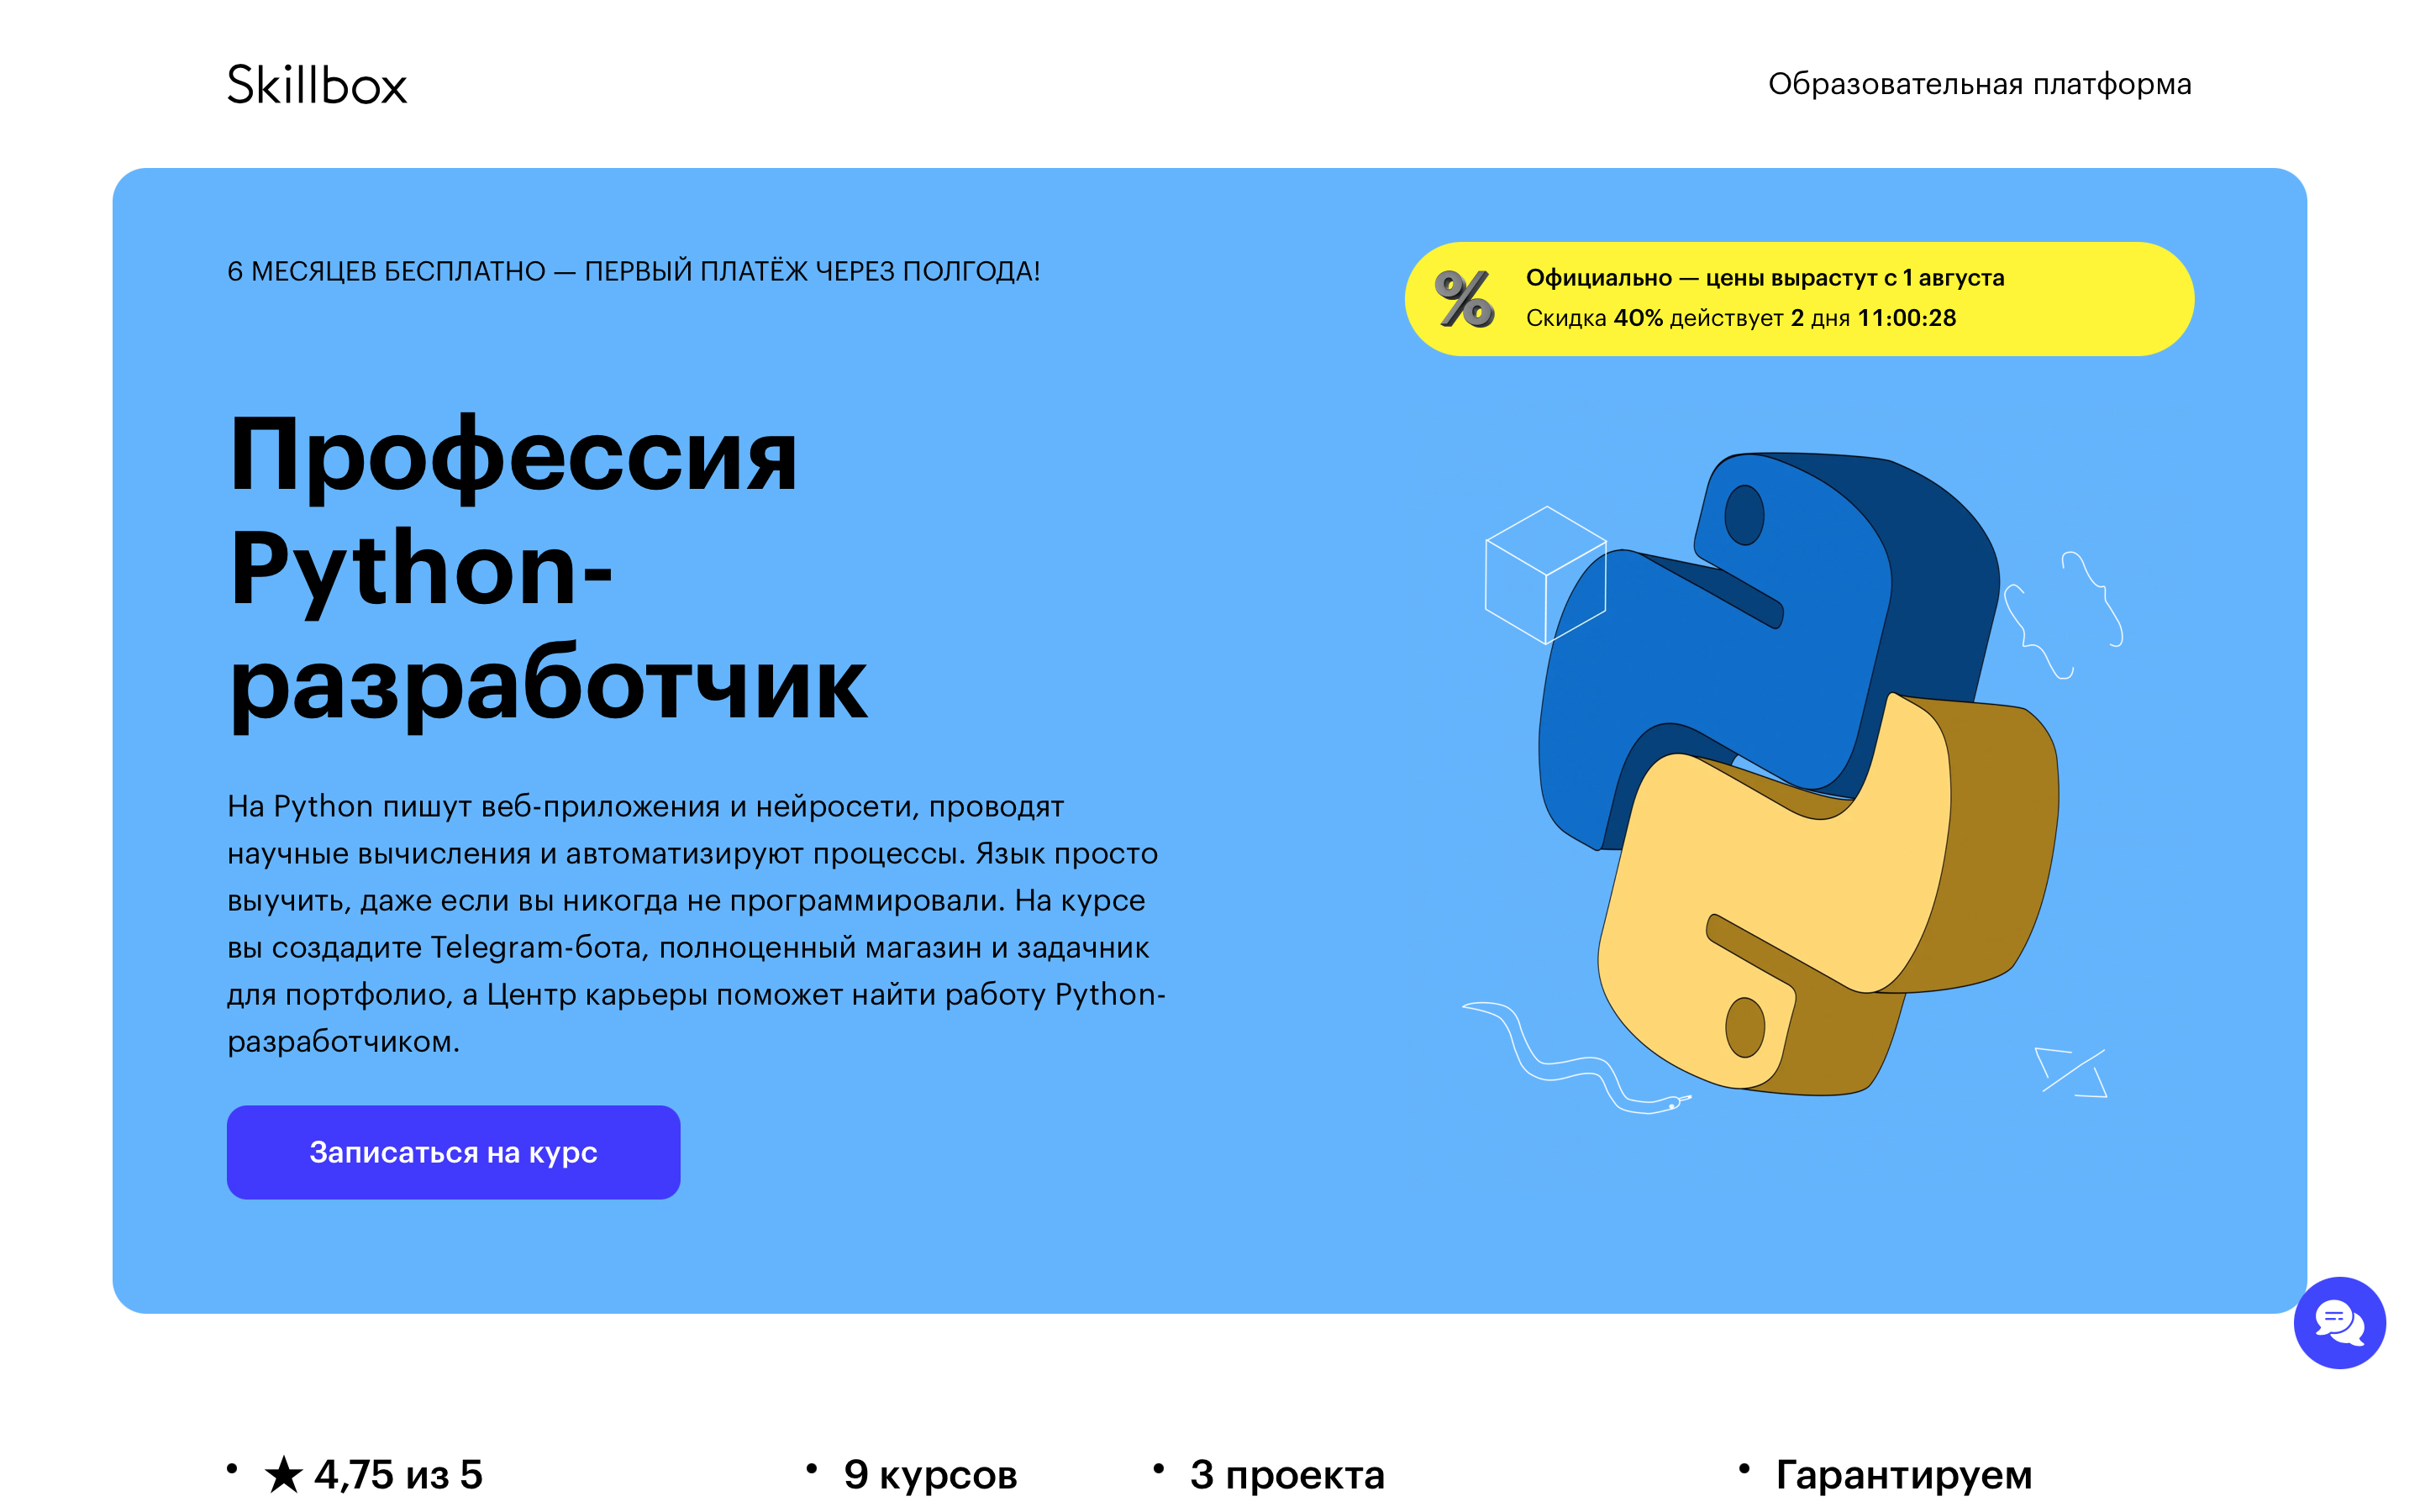 Skillbox
Образовательная платформа
6 МЕСЯЦЕВ БЕСПЛАТНО — ПЕРВЫЙ ПЛАТЁЖ ЧЕРЕЗ ПОЛГОДА!
Официально — цены вырастут с 1 августа
Скидка 40% действует 2 дня 11:00:28
Профессия
Python-
разработчик
На Python пишут веб-приложения и нейросети, проводят
научные вычисления и автоматизируют процессы. Язык просто
выучить, даже если вы никогда не программировали. На курсе
вы создадите Telegram-бота, полноценный магазин и задачник
для портфолио, а Центр карьеры поможет найти работу Python-
разработчиком.
Записаться на курс
• ★ 4,75 из 5
• 9 курсов
• 3 проекта
• Гарантируем